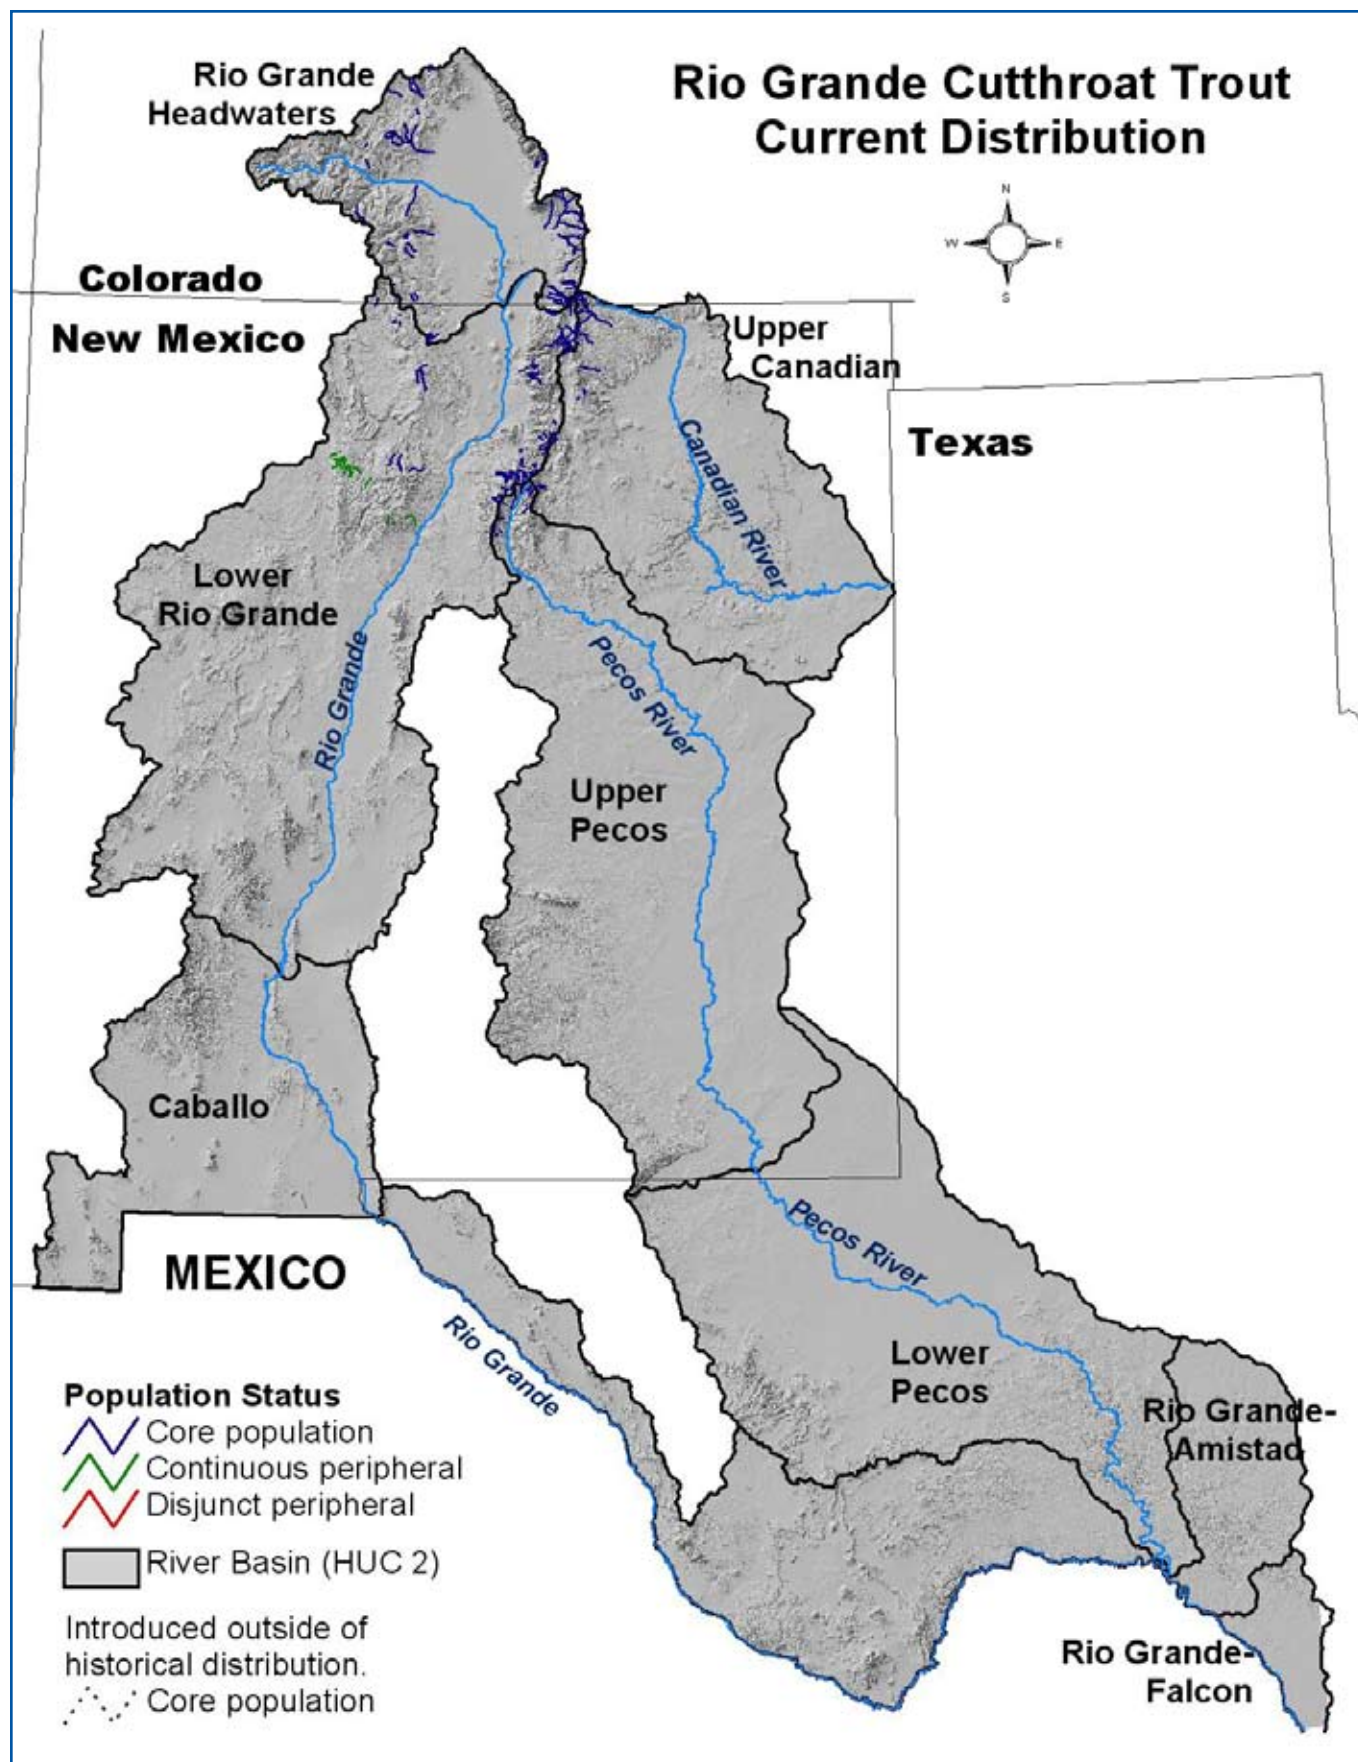 Rio Grande Cutthroat Trout
Current Distribution
Rio Grande
Headwaters
N
W
E
S
Colorado
New Mexico
Upper
Canadian
Texas
Canadian River
Lower
Rio Grande
Rio Grande
Pecos River
Upper
Pecos
Caballo
MEXICO
Pecos River
Rio Grande
Lower
Pecos
Rio Grande-
Amistad
Rio Grande-
Falcon
Population Status
Core population
Continuous peripheral
Disjunct peripheral
River Basin (HUC 2)
Introduced outside of
historical distribution.
Core population